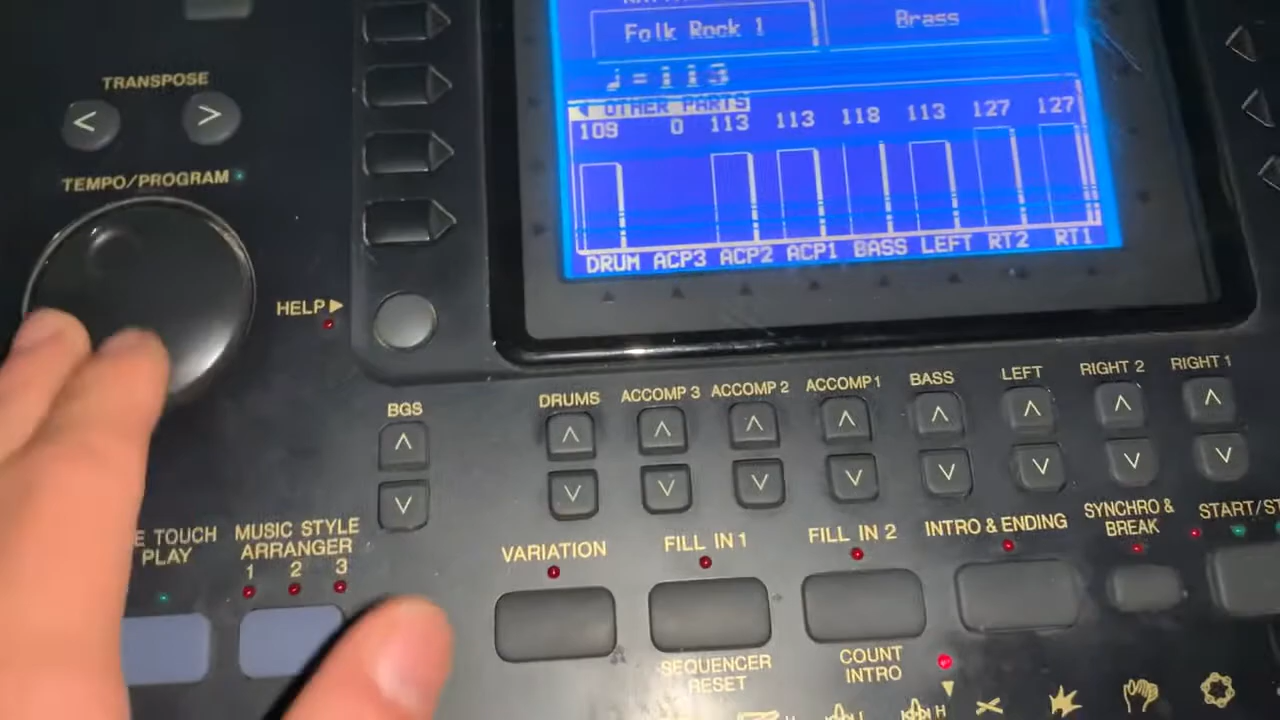 Folk Rock 1
Brass
♩=113
OTHER PARTS
109 0 113 113 118 113 127 127
DRUM ACP3 ACP2 ACP1 BASS LEFT RT2 RT1
TRANSPOSE
< >
TEMPO/PROGRAM
HELP
BGS
DRUMS ACCOMP 3 ACCOMP 2 ACCOMP 1 BASS LEFT RIGHT 2 RIGHT 1
E TOUCH
PLAY
MUSIC STYLE
ARRANGER
1 2 3
VARIATION
FILL IN 1
FILL IN 2
INTRO & ENDING
SYNCHRO &
BREAK
START/ST
SEQUENCER
RESET
COUNT
INTRO
H
H